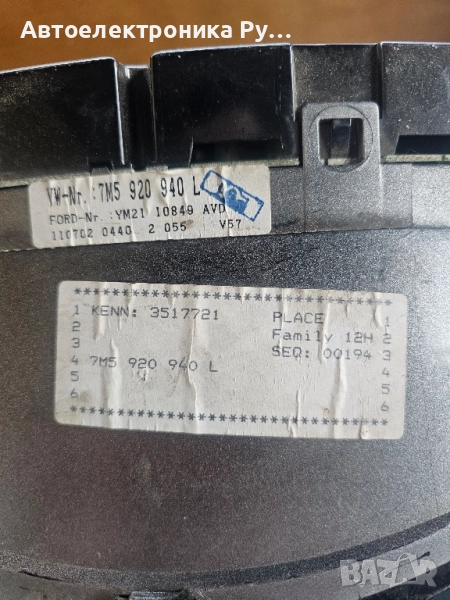 Автоелектроника Ру...
VW-Nr.:7M5 920 940 L
FORD-Nr.:YM21 10849 AVD
110702 0440 2 055 V57
************************
1 KENN: 3517721 PLACE 1
2 Family 12H 2
3 SEQ: 00194 3
4 7M5 920 940 L 4
5 5
6 6
************************
bazar